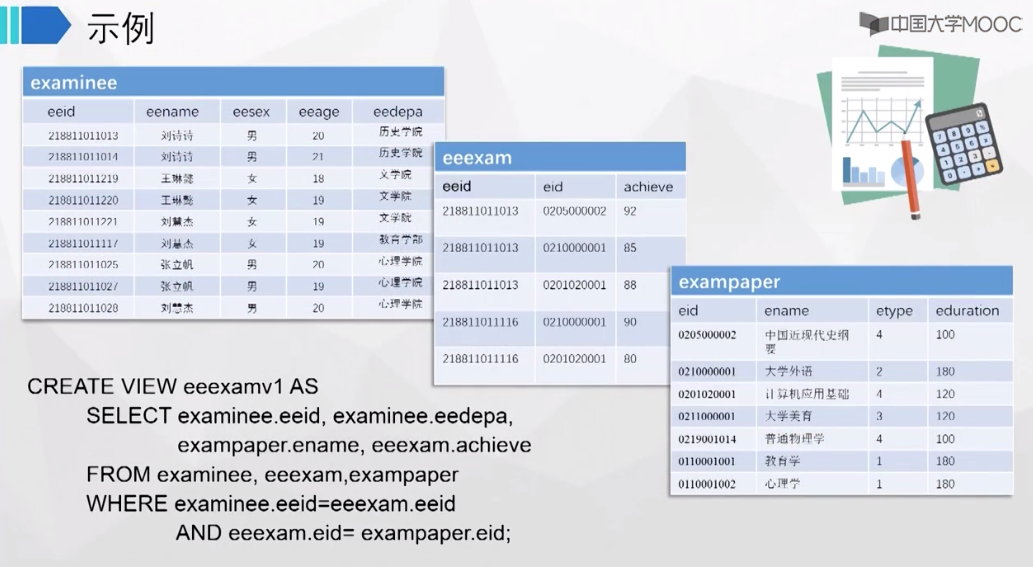 示例
中国大学MOOC
examinee
eeid eename eesex eeage eedepa
218811011013 刘诗诗 男 20 历史学院
218811011014 刘诗诗 男 21 历史学院
218811011219 王琳懿 女 18 文学院
218811011220 王琳懿 女 19 文学院
218811011221 刘慧杰 女 19 文学院
218811011117 刘慧杰 女 19 教育学部
218811011025 张立帆 男 20 心理学院
218811011027 张立帆 男 19 心理学院
218811011028 刘慧杰 男 20 心理学院
eeexam
eeid eid achieve
218811011013 0205000002 92
218811011013 0210000001 85
218811011013 0201020001 88
218811011116 0210000001 90
218811011116 0201020001 80
exampaper
eid ename etype eduration
0205000002 中国近现代史纲 4 100
要
0210000001 大学外语 2 180
0201020001 计算机应用基础 4 120
0211000001 大学美育 3 120
0219001014 普通物理学 4 100
0110001001 教育学 1 180
0110001002 心理学 1 180
CREATE VIEW eeexamv1 AS
SELECT examinee.eeid, examinee.eedepa,
exampaper.ename, eeexam.achieve
FROM examinee, eeexam,exampaper
WHERE examinee.eeid=eeexam.eeid
AND eeexam.eid= exampaper.eid;